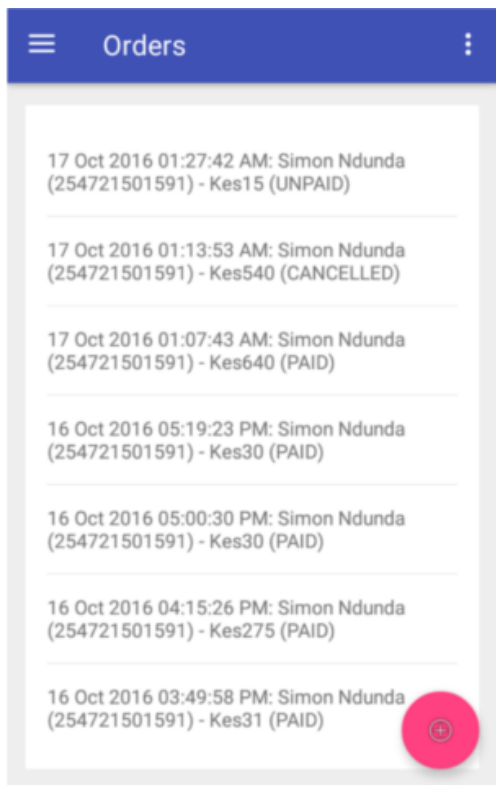 Orders
17 Oct 2016 01:27:42 AM: Simon Ndunda
(254721501591) - Kes15 (UNPAID)
17 Oct 2016 01:13:53 AM: Simon Ndunda
(254721501591) - Kes540 (CANCELLED)
17 Oct 2016 01:07:43 AM: Simon Ndunda
(254721501591) - Kes640 (PAID)
16 Oct 2016 05:19:23 PM: Simon Ndunda
(254721501591) - Kes30 (PAID)
16 Oct 2016 05:00:30 PM: Simon Ndunda
(254721501591) - Kes30 (PAID)
16 Oct 2016 04:15:26 PM: Simon Ndunda
(254721501591) - Kes275 (PAID)
16 Oct 2016 03:49:58 PM: Simon Ndunda
(254721501591) - Kes31 (PAID)